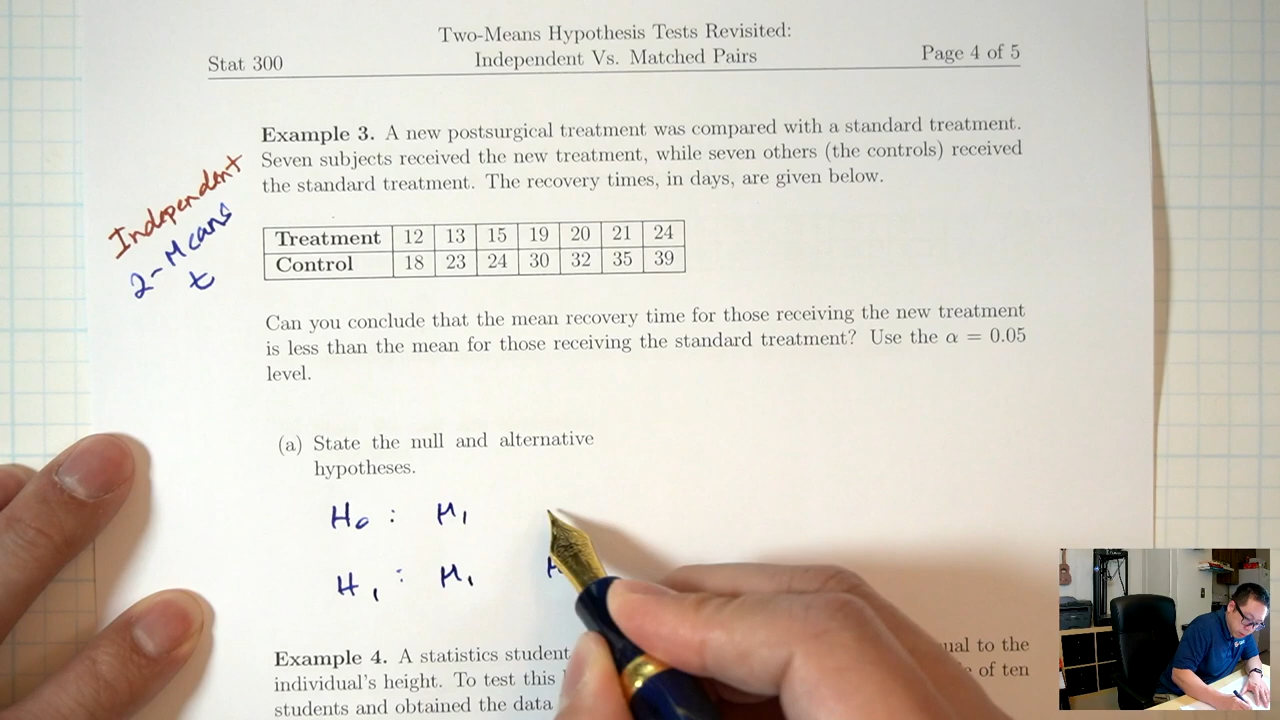 Two-Means Hypothesis Tests Revisited:
Stat 300 Independent Vs. Matched Pairs Page 4 of 5
Example 3. A new postsurgical treatment was compared with a standard treatment.
Seven subjects received the new treatment, while seven others (the controls) received
the standard treatment. The recovery times, in days, are given below.
Independent
2-Means
t
Treatment 12 13 15 19 20 21 24
Control 18 23 24 30 32 35 39
Can you conclude that the mean recovery time for those receiving the new treatment
is less than the mean for those receiving the standard treatment? Use the α = 0.05
level.
(a) State the null and alternative
hypotheses.
H₀ : μ₁
H₁ : μ₁
Example 4. A statistics student ual to the
individual's height. To test this of ten
students and obtained the data